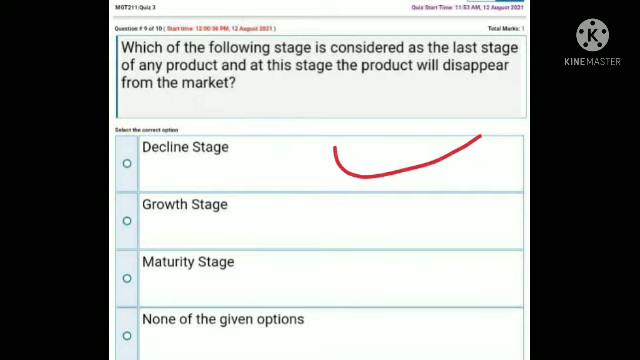 MGT211:Quiz 3
Quiz Start Time: 11:53 AM, 12 August 2021
Question # 9 of 10 ( Start time: 12:00:36 PM, 12 August 2021 )
Total Marks: 1
Which of the following stage is considered as the last stage
of any product and at this stage the product will disappear
from the market?
Select the correct option
Decline Stage
Growth Stage
Maturity Stage
None of the given options
K
KINEMASTER